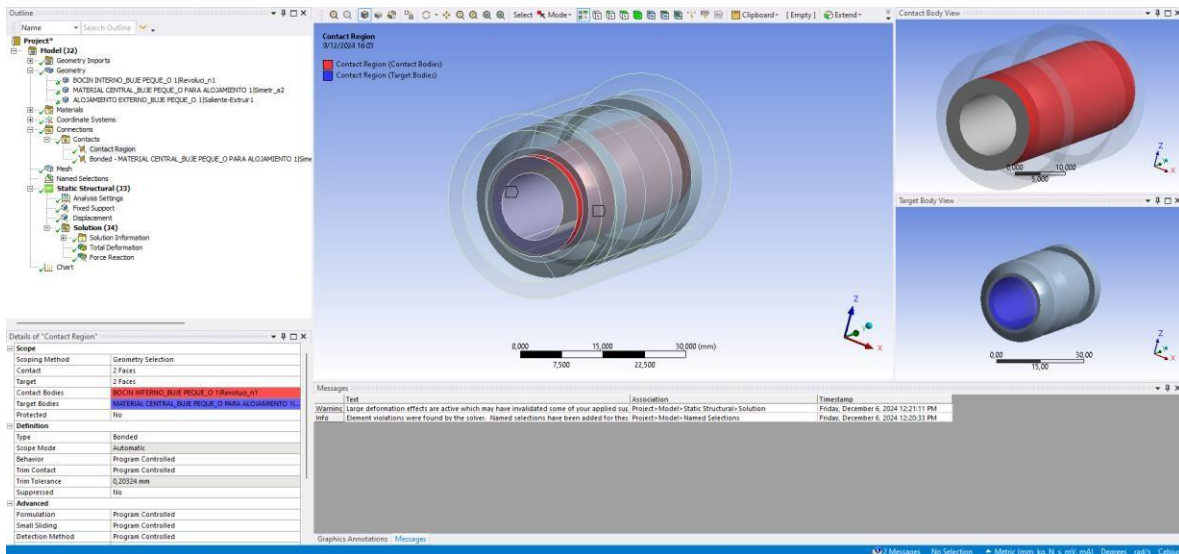 Outline
Name
Search Outline
Project*
Model (J2)
Geometry Imports
Geometry
BOCIN INTERNO_BUJE PEQUE_O 1|Revoluci_n1
MATERIAL CENTRAL_BUJE PEQUE_O PARA ALOJAMIENTO 1|Simetr_a2
ALOJAMIENTO EXTERNO_BUJE PEQUE_O 1|Saliente-Extruir1
Materials
Coordinate Systems
Connections
Contacts
Contact Region
Bonded - MATERIAL CENTRAL_BUJE PEQUE_O PARA ALOJAMIENTO 1|Sime
Mesh
Named Selections
Static Structural (J3)
Analysis Settings
Fixed Support
Displacement
Solution (J4)
Solution Information
Total Deformation
Force Reaction
Chart
Details of "Contact Region"
Scope
Scoping Method Geometry Selection
Contact 2 Faces
Target 2 Faces
Contact Bodies BOCIN INTERNO_BUJE PEQUE_O 1|Revoluci_n1
Target Bodies MATERIAL CENTRAL_BUJE PEQUE_O PARA ALOJAMIENTO 1|
Protected No
Definition
Type Bonded
Scope Mode Automatic
Behavior Program Controlled
Trim Contact Program Controlled
Trim Tolerance 0,20324 mm
Suppressed No
Advanced
Formulation Program Controlled
Small Sliding Program Controlled
Detection Method Program Controlled
Select Mode Clipboard [Empty] Extend
Contact Region
9/12/2024 16:03
Contact Region (Contact Bodies)
Contact Region (Target Bodies)
0,000 15,000 30,000 (mm)
7,500 22,500
Z
Y
X
Contact Body View
0,000 10,000
5,000
Z
X
Target Body View
0,00 30,00
15,00
Z
X
Messages
Text Association Timestamp
Warning Large deformation effects are active which may have invalidated some of your applied sup Project>Model>Static Structural>Solution Friday, December 6, 2024 12:21:11 PM
Info Element violations were found by the solver. Named selections have been added for thes Project>Model>Named Selections Friday, December 6, 2024 12:20:33 PM
Graphics Annotations Messages
2 Messages No Selection Metric (mm, kg, N, s, mV, mA) Degrees rad/s Celsius